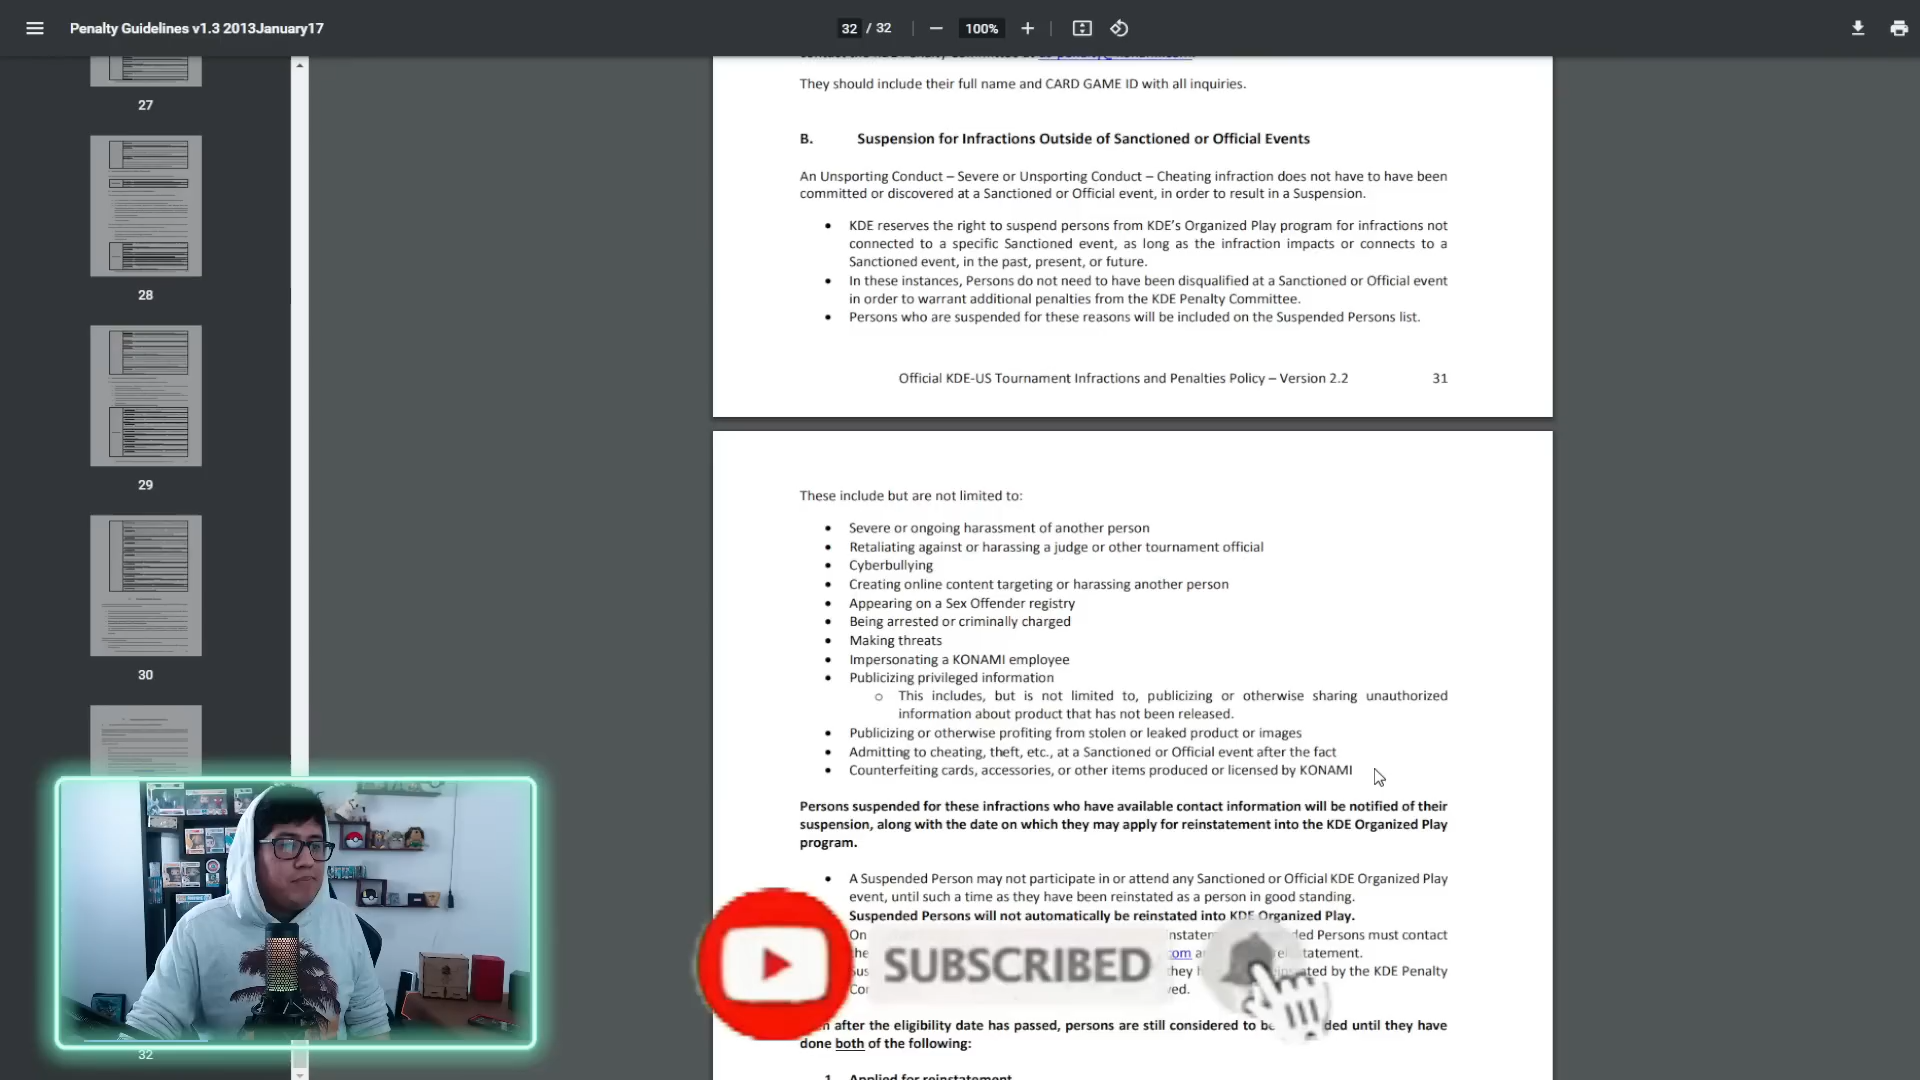 Penalty Guidelines v1.3 2013January17
32 / 32
100%
27
28
29
30
32
They should include their full name and CARD GAME ID with all inquiries.
B. Suspension for Infractions Outside of Sanctioned or Official Events
An Unsporting Conduct – Severe or Unsporting Conduct – Cheating infraction does not have to have been
committed or discovered at a Sanctioned or Official event, in order to result in a Suspension.
• KDE reserves the right to suspend persons from KDE's Organized Play program for infractions not
connected to a specific Sanctioned event, as long as the infraction impacts or connects to a
Sanctioned event, in the past, present, or future.
• In these instances, Persons do not need to have been disqualified at a Sanctioned or Official event
in order to warrant additional penalties from the KDE Penalty Committee.
• Persons who are suspended for these reasons will be included on the Suspended Persons list.
Official KDE-US Tournament Infractions and Penalties Policy – Version 2.2 31
These include but are not limited to:
• Severe or ongoing harassment of another person
• Retaliating against or harassing a judge or other tournament official
• Cyberbullying
• Creating online content targeting or harassing another person
• Appearing on a Sex Offender registry
• Being arrested or criminally charged
• Making threats
• Impersonating a KONAMI employee
• Publicizing privileged information
o This includes, but is not limited to, publicizing or otherwise sharing unauthorized
information about product that has not been released.
• Publicizing or otherwise profiting from stolen or leaked product or images
• Admitting to cheating, theft, etc., at a Sanctioned or Official event after the fact
• Counterfeiting cards, accessories, or other items produced or licensed by KONAMI
Persons suspended for these infractions who have available contact information will be notified of their
suspension, along with the date on which they may apply for reinstatement into the KDE Organized Play
program.
• A Suspended Person may not participate in or attend any Sanctioned or Official KDE Organized Play
event, until such a time as they have been reinstated as a person in good standing.
Suspended Persons will not automatically be reinstated into KDE Organized Play.
Persons must contact
SUBSCRIBED
by the KDE Penalty
after the eligibility date has passed, persons are still considered to be until they have
done both of the following:
1. Applied for reinstatement